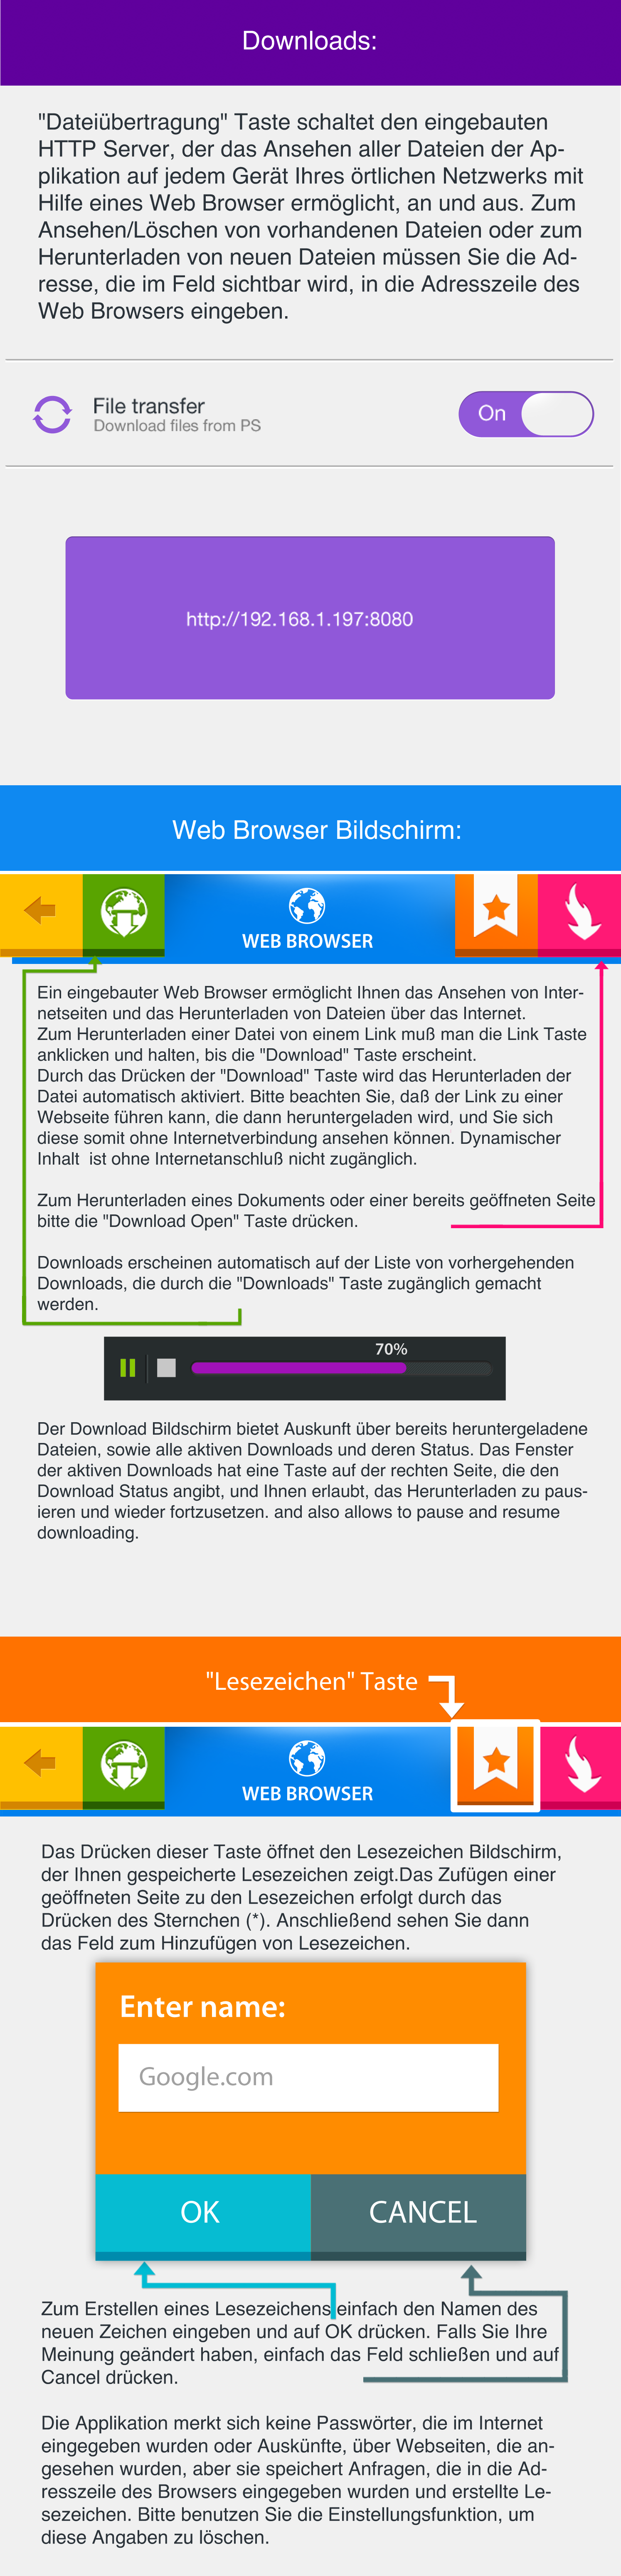 Downloads:
"Dateiübertragung" Taste schaltet den eingebauten
HTTP Server, der das Ansehen aller Dateien der Ap-
plikation auf jedem Gerät Ihres örtlichen Netzwerks mit
Hilfe eines Web Browser ermöglicht, an und aus. Zum
Ansehen/Löschen von vorhandenen Dateien oder zum
Herunterladen von neuen Dateien müssen Sie die Ad-
resse, die im Feld sichtbar wird, in die Adresszeile des
Web Browsers eingeben.
File transfer
Download files from PS
On
http://192.168.1.197:8080
Web Browser Bildschirm:
WEB BROWSER
Ein eingebauter Web Browser ermöglicht Ihnen das Ansehen von Inter-
netseiten und das Herunterladen von Dateien über das Internet.
Zum Herunterladen einer Datei von einem Link muß man die Link Taste
anklicken und halten, bis die "Download" Taste erscheint.
Durch das Drücken der "Download" Taste wird das Herunterladen der
Datei automatisch aktiviert. Bitte beachten Sie, daß der Link zu einer
Webseite führen kann, die dann heruntergeladen wird, und Sie sich
diese somit ohne Internetverbindung ansehen können. Dynamischer
Inhalt  ist ohne Internetanschluß nicht zugänglich.
Zum Herunterladen eines Dokuments oder einer bereits geöffneten Seite
bitte die "Download Open" Taste drücken.
Downloads erscheinen automatisch auf der Liste von vorhergehenden
Downloads, die durch die "Downloads" Taste zugänglich gemacht
werden.
70%
Der Download Bildschirm bietet Auskunft über bereits heruntergeladene
Dateien, sowie alle aktiven Downloads und deren Status. Das Fenster
der aktiven Downloads hat eine Taste auf der rechten Seite, die den
Download Status angibt, und Ihnen erlaubt, das Herunterladen zu paus-
ieren und wieder fortzusetzen. and also allows to pause and resume
downloading.
"Lesezeichen" Taste
WEB BROWSER
Das Drücken dieser Taste öffnet den Lesezeichen Bildschirm,
der Ihnen gespeicherte Lesezeichen zeigt.Das Zufügen einer
geöffneten Seite zu den Lesezeichen erfolgt durch das
Drücken des Sternchen (*). Anschließend sehen Sie dann
das Feld zum Hinzufügen von Lesezeichen.
Enter name:
Google.com
OK
CANCEL
Zum Erstellen eines Lesezeichens einfach den Namen des
neuen Zeichen eingeben und auf OK drücken. Falls Sie Ihre
Meinung geändert haben, einfach das Feld schließen und auf
Cancel drücken.
Die Applikation merkt sich keine Passwörter, die im Internet
eingegeben wurden oder Auskünfte, über Webseiten, die an-
gesehen wurden, aber sie speichert Anfragen, die in die Ad-
resszeile des Browsers eingegeben wurden und erstellte Le-
sezeichen. Bitte benutzen Sie die Einstellungsfunktion, um
diese Angaben zu löschen.